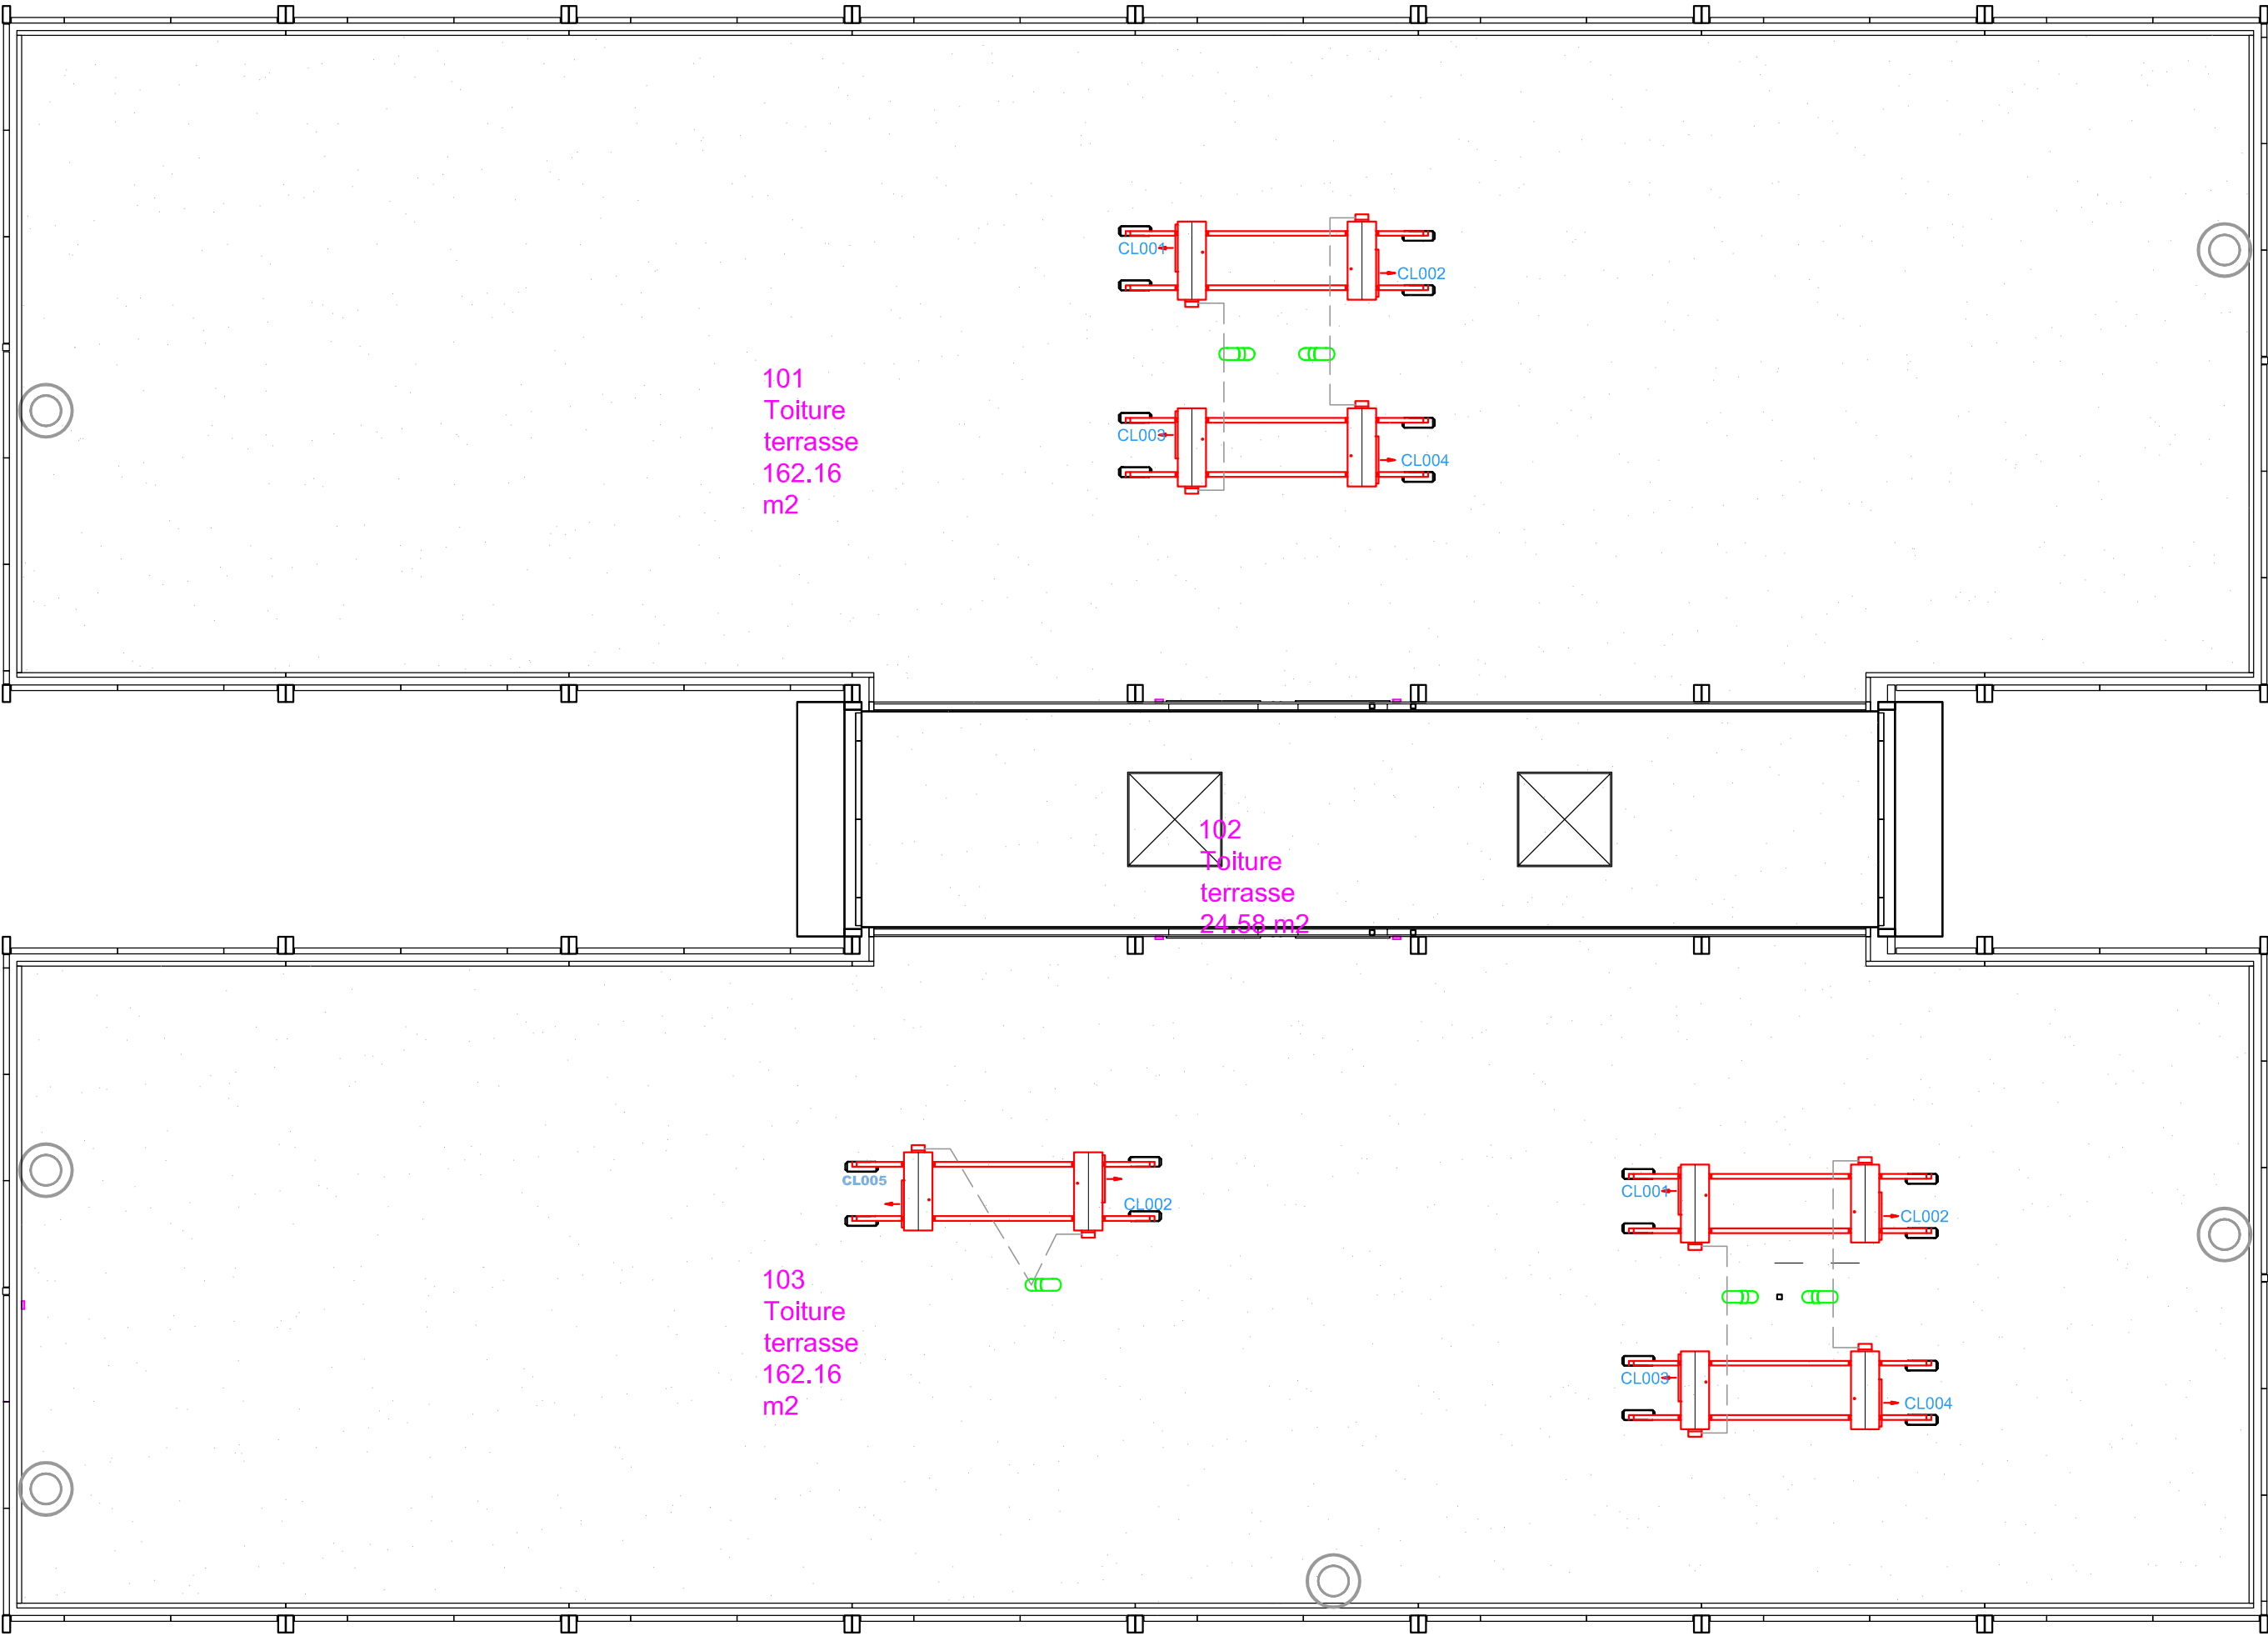 CL001
CL002
101
Toiture
terrasse
162.16
m2
CL003
CL004
102
Toiture
terrasse
24.58 m2
CL005
CL002
CL001
CL002
103
Toiture
terrasse
162.16
m2
CL003
CL004